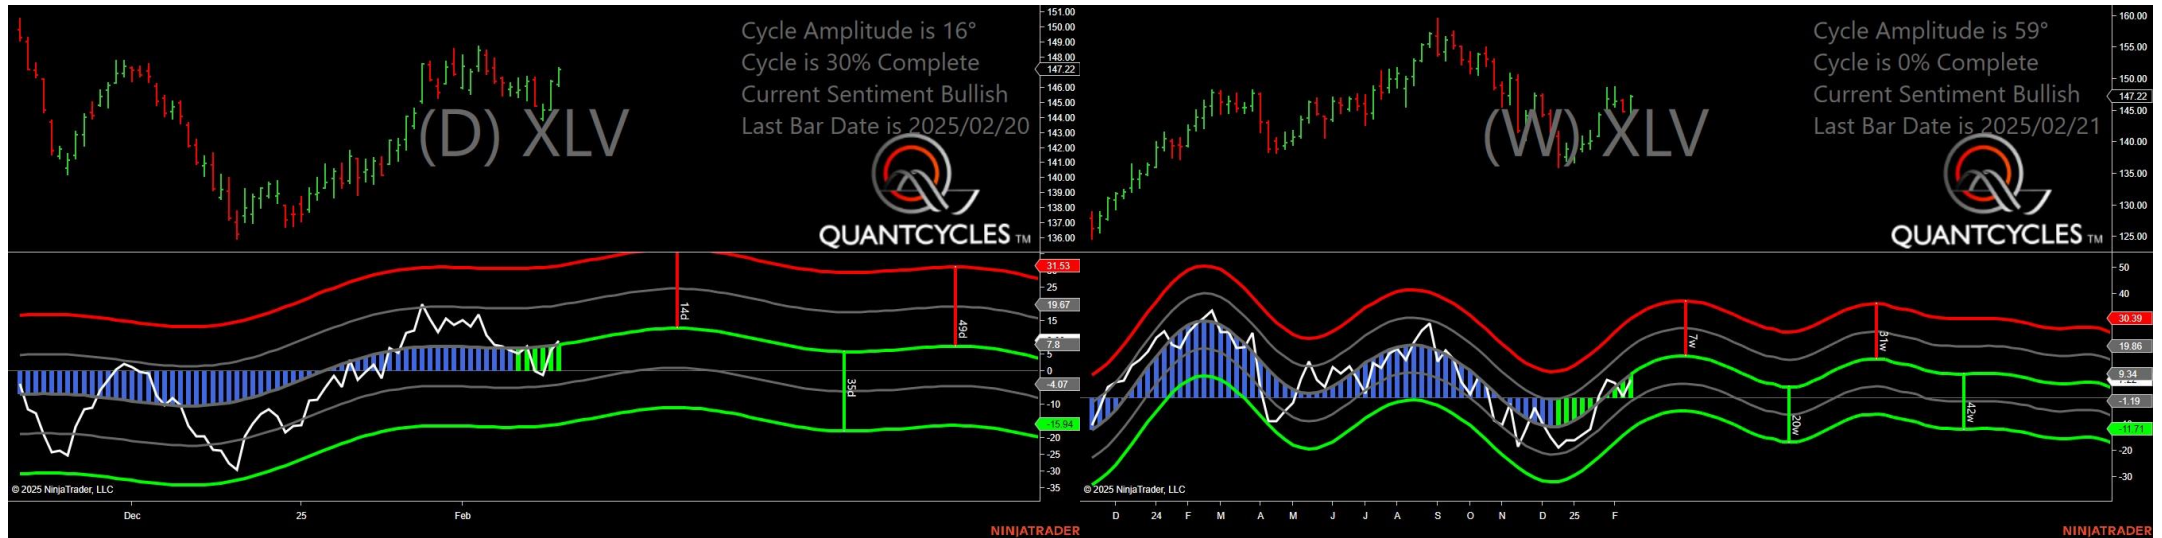 Cycle Amplitude is 16°
Cycle is 30% Complete
Current Sentiment Bullish
Last Bar Date is 2025/02/20
(D) XLV
QUANTCYCLES TM
151.00
150.00
149.00
148.00
147.22
146.00
145.00
144.00
143.00
142.00
141.00
140.00
139.00
138.00
137.00
136.00
31.53
25
19.67
15
7.8
5
0
-4.07
-10
-15.94
-20
-25
-30
-35
14d
35d
49d
© 2025 NinjaTrader, LLC
Dec 25 Feb
NINJATRADER
Cycle Amplitude is 59°
Cycle is 0% Complete
Current Sentiment Bullish
Last Bar Date is 2025/02/21
(W) XLV
QUANTCYCLES TM
160.00
155.00
150.00
147.22
145.00
140.00
135.00
130.00
125.00
50
40
30.39
19.86
9.34
-1.19
-11.71
-20
-30
7w
20w
31w
42w
© 2025 NinjaTrader, LLC
D 24 F M A M J J A S O N D 25 F
NINJATRADER